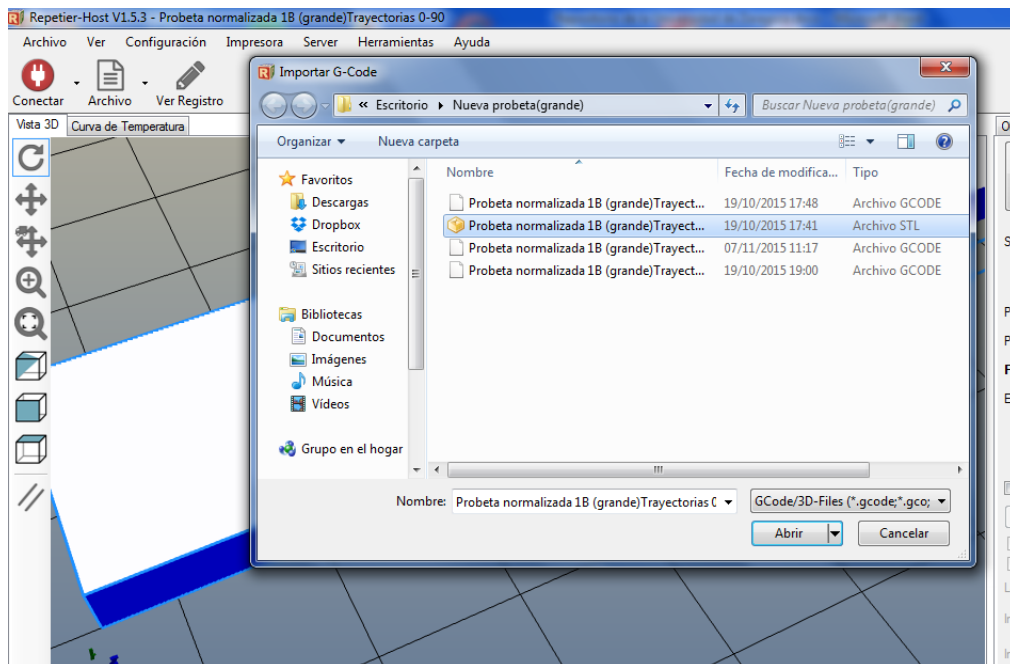 Repetier-Host V1.5.3 - Probeta normalizada 1B (grande)Trayectorias 0-90
Archivo Ver Configuración Impresora Server Herramientas Ayuda
Conectar Archivo Ver Registro
Vista 3D Curva de Temperatura
Importar G-Code
« Escritorio Nueva probeta(grande)
Buscar Nueva probeta(grande)
Organizar Nueva carpeta
Favoritos
Descargas
Dropbox
Escritorio
Sitios recientes
Bibliotecas
Documentos
Imágenes
Música
Vídeos
Grupo en el hogar
Nombre Fecha de modifica... Tipo
Probeta normalizada 1B (grande)Trayect... 19/10/2015 17:48 Archivo GCODE
Probeta normalizada 1B (grande)Trayect... 19/10/2015 17:41 Archivo STL
Probeta normalizada 1B (grande)Trayect... 07/11/2015 11:17 Archivo GCODE
Probeta normalizada 1B (grande)Trayect... 19/10/2015 19:00 Archivo GCODE
Nombre: Probeta normalizada 1B (grande)Trayectorias
GCode/3D-Files (*.gcode;*.gco;
Abrir Cancelar